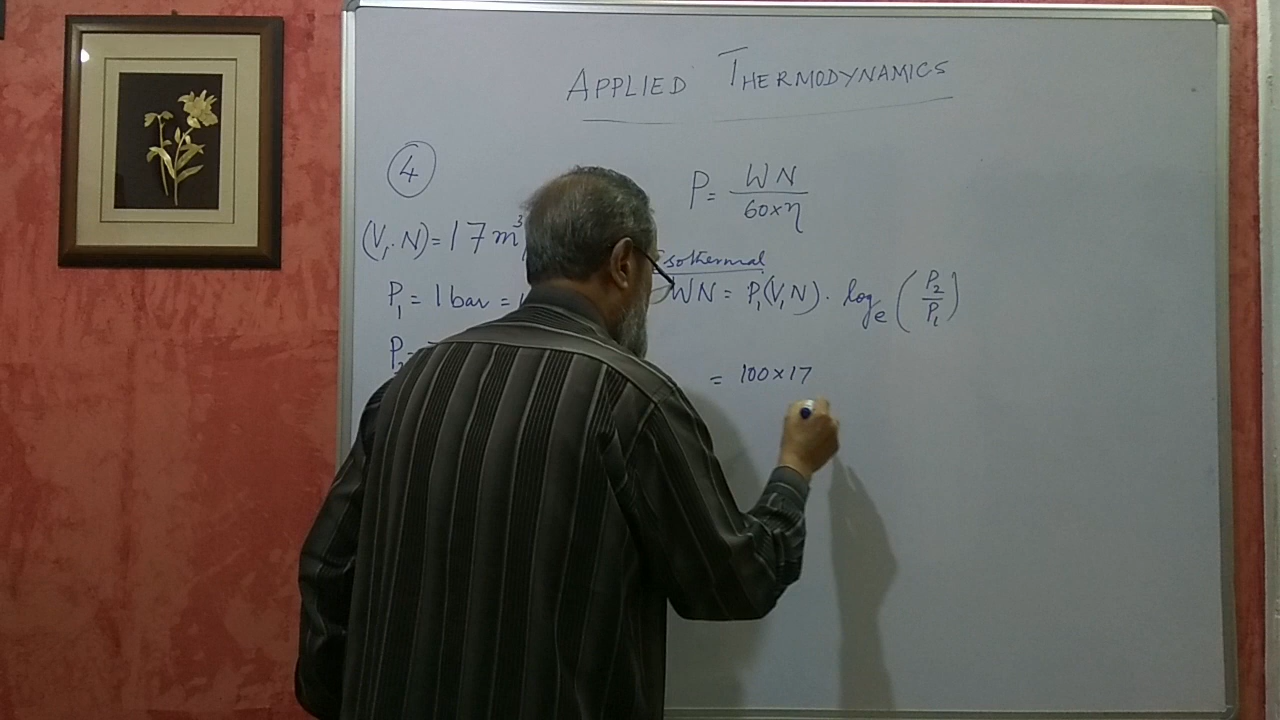 APPLIED THERMODYNAMICS
4
P = WN / 60×η
(V₁.N) = 17 m³
Isothermal
P₁ = 1 bar =
WN = P₁(V₁N) . logₑ (P₂/P₁)
P₂
= 100×17